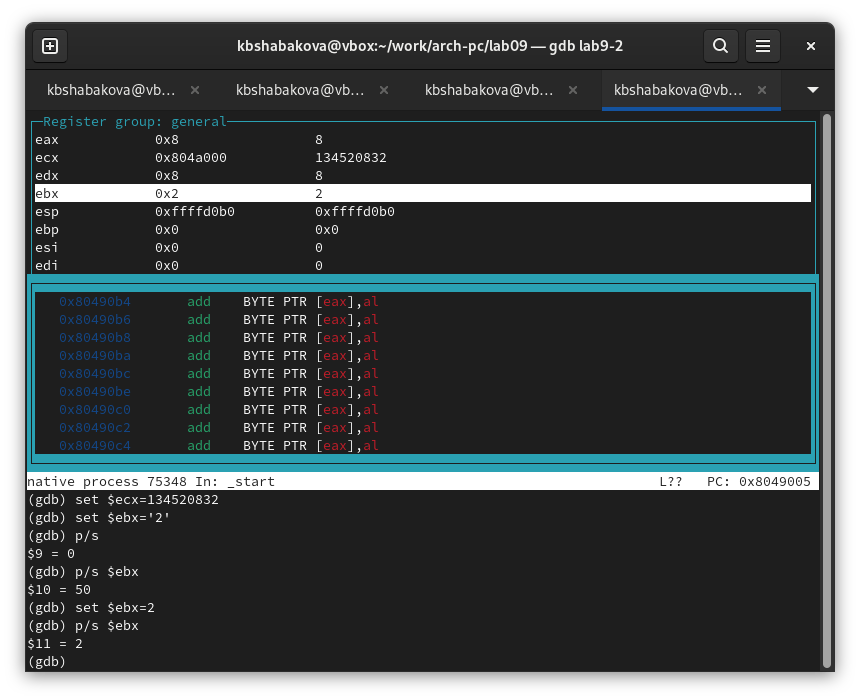 kbshabakova@vbox:~/work/arch-pc/lab09 — gdb lab9-2
kbshabakova@vb... × kbshabakova@vb... × kbshabakova@vb... × kbshabakova@vb... ×
Register group: general
eax 0x8 8
ecx 0x804a000 134520832
edx 0x8 8
ebx 0x2 2
esp 0xffffd0b0 0xffffd0b0
ebp 0x0 0x0
esi 0x0 0
edi 0x0 0
0x80490b4 add BYTE PTR [eax],al
0x80490b6 add BYTE PTR [eax],al
0x80490b8 add BYTE PTR [eax],al
0x80490ba add BYTE PTR [eax],al
0x80490bc add BYTE PTR [eax],al
0x80490be add BYTE PTR [eax],al
0x80490c0 add BYTE PTR [eax],al
0x80490c2 add BYTE PTR [eax],al
0x80490c4 add BYTE PTR [eax],al
native process 75348 In: _start L?? PC: 0x8049005
(gdb) set $ecx=134520832
(gdb) set $ebx='2'
(gdb) p/s
$9 = 0
(gdb) p/s $ebx
$10 = 50
(gdb) set $ebx=2
(gdb) p/s $ebx
$11 = 2
(gdb)